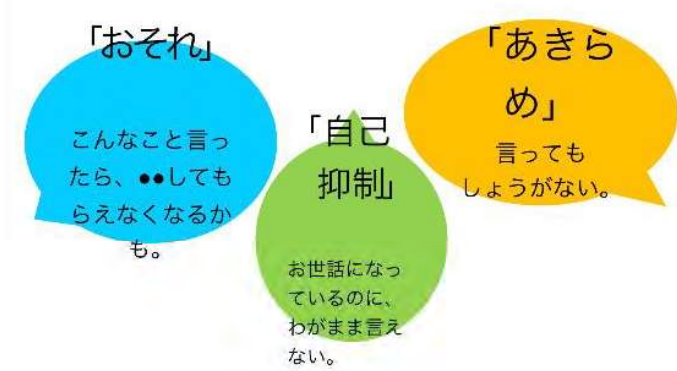 「おそれ」
こんなこと言っ
たら、●●しても
らえなくなるか
も。
「自己
抑制」
お世話になっ
ているのに、
わがまま言え
ない。
「あきら
め」
言っても
しょうがない。